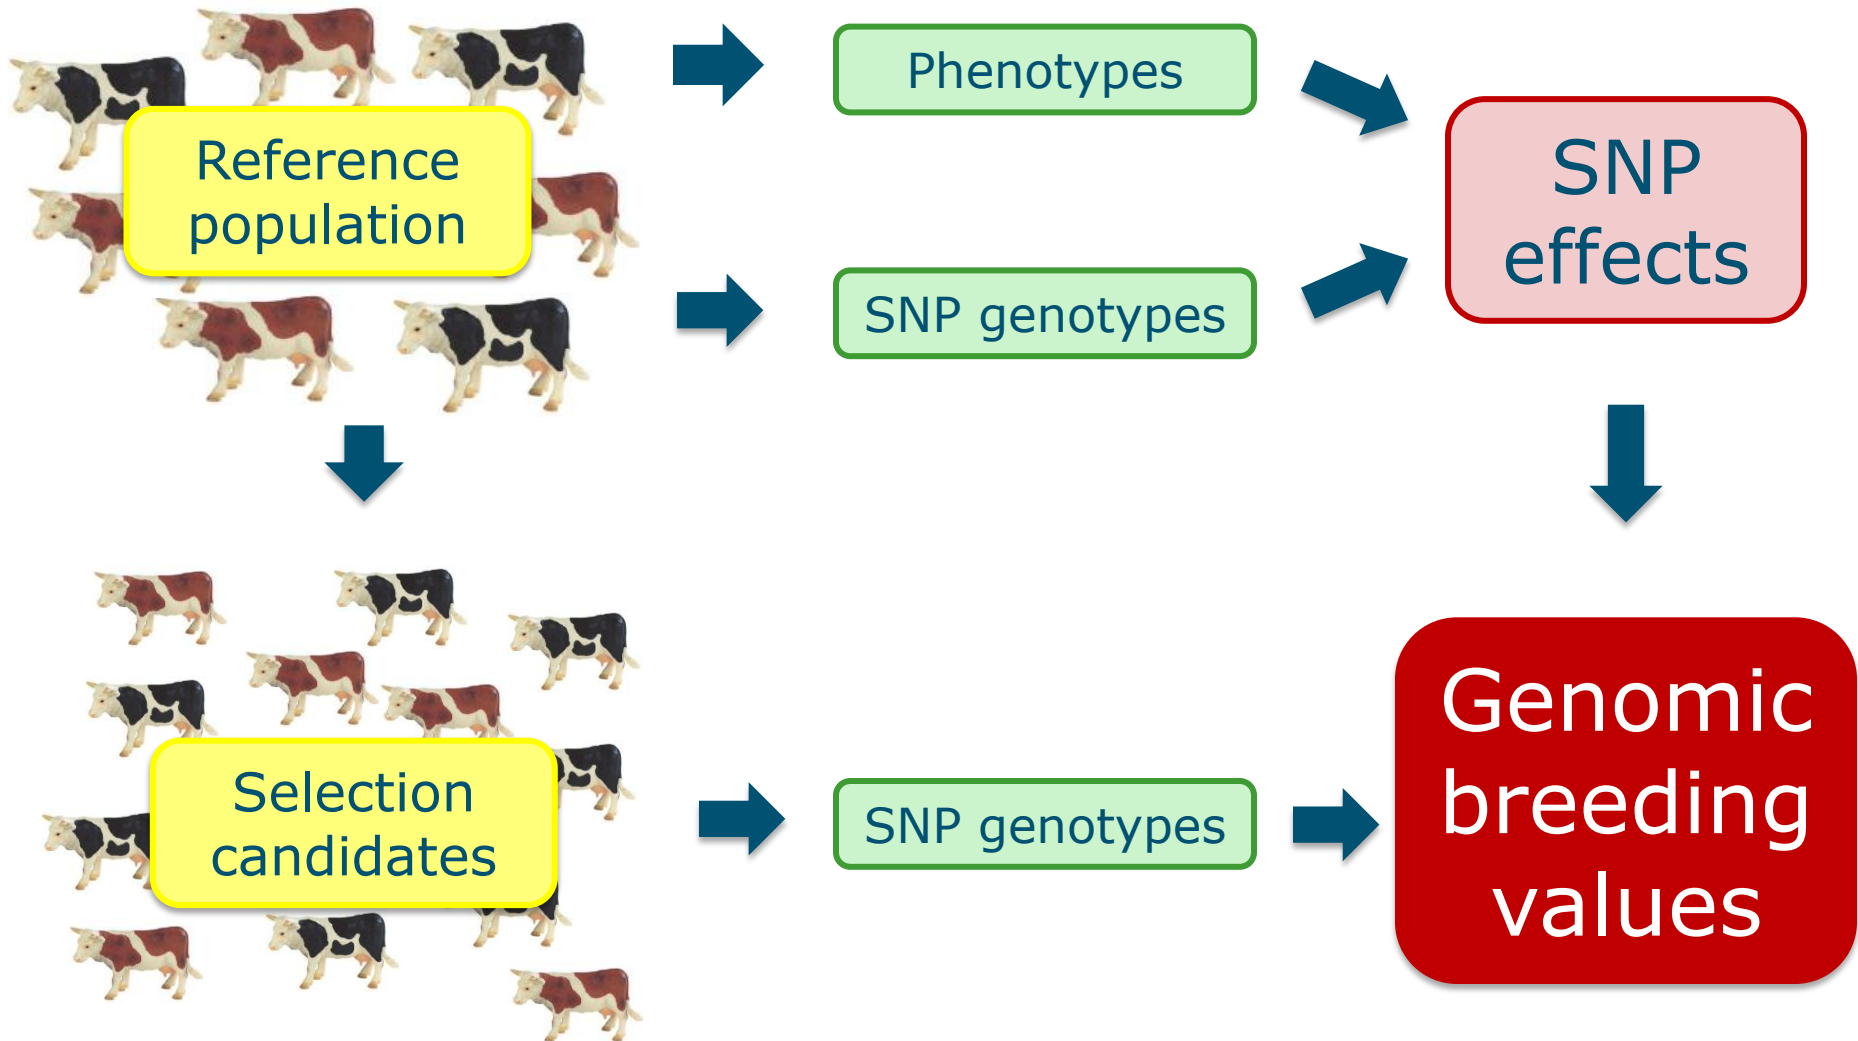 Phenotypes
Reference
population
SNP
effects
SNP genotypes
Selection
candidates
SNP genotypes
Genomic
breeding
values